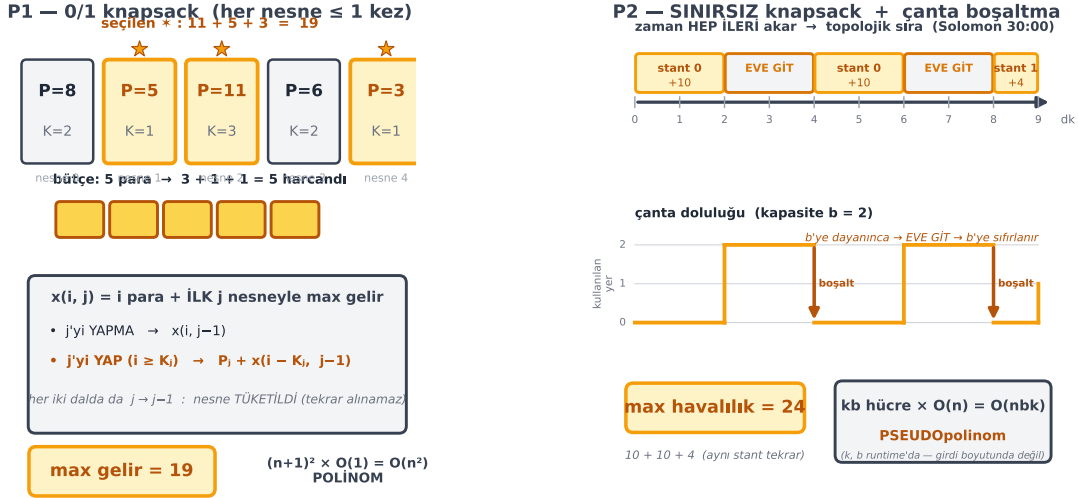 P1 — 0/1 knapsack (her nesne ≤ 1 kez)
seçilen ✶ : 11 + 5 + 3 = 19
P=8
P=5
P=11
P=6
P=3
K=2
K=1
K=3
K=2
K=1
nesne 1
nesne 2
nesne 4
bütçe: 5 para → 3 + 1 + 1 = 5 harcandı
x(i, j) = i para + İLK j nesneyle max gelir
• j'yi YAPMA → x(i, j−1)
• j'yi YAP (i ≥ Kⱼ) → Pⱼ + x(i − Kⱼ, j−1)
her iki dalda da j→j−1 : nesne TÜKETİLDİ (tekrar alınamaz)
max gelir = 19
(n+1)² × O(1) = O(n²)
POLİNOM
P2 — SINIRSIZ knapsack + çanta boşaltma
zaman HEP İLERİ akar → topolojik sıra (Solomon 30:00)
stant 0
+10
EVE GİT
stant 0
+10
EVE GİT
stant 1
+4
0 1 2 3 4 5 6 7 8 9 dk
çanta doluluğu (kapasite b = 2)
b'ye dayanınca → EVE GİT → b'ye sıfırlanır
kullanılan
yer
2
1
0
boşalt
boşalt
max havalılık = 24
10 + 10 + 4 (aynı stant tekrar)
kb hücre × O(n) = O(nbk)
PSEUDOpolinom
(k, b runtime'da — girdi boyutunda değil)